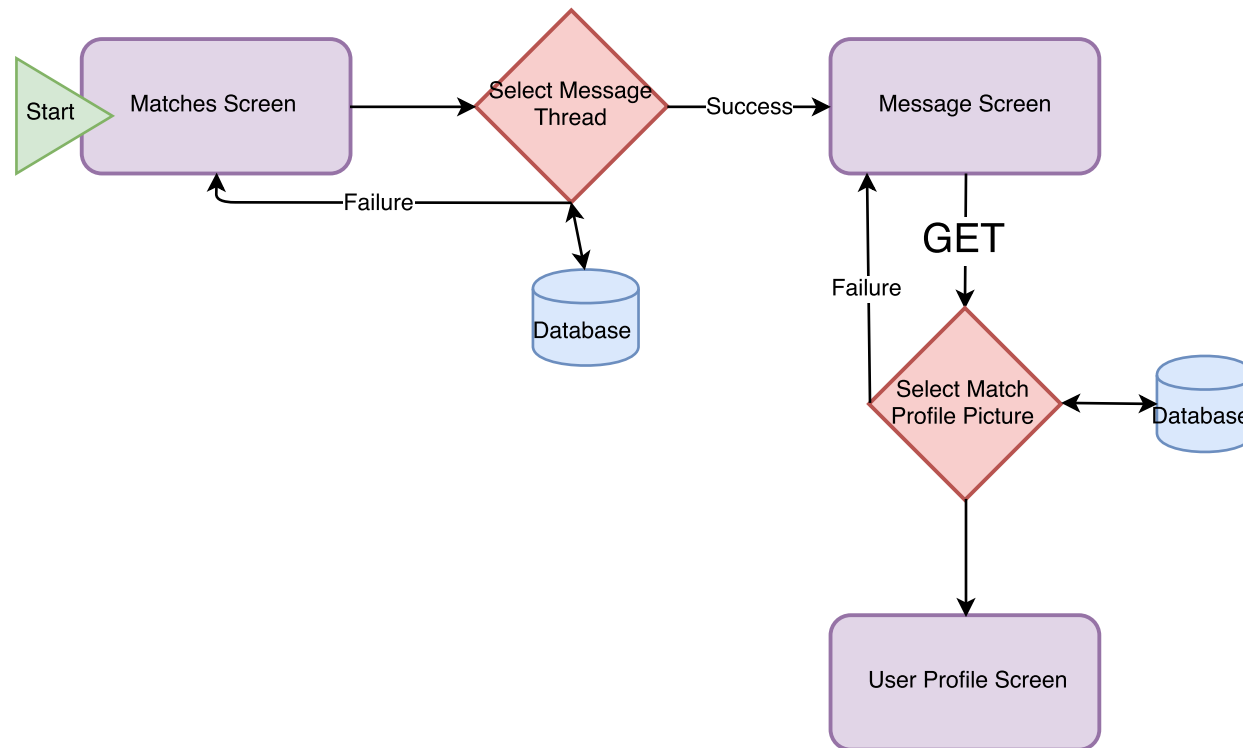 Start
Matches Screen
Select Message
Thread
Success
Message Screen
Failure
GET
Failure
Database
Select Match
Profile Picture
Database
User Profile Screen